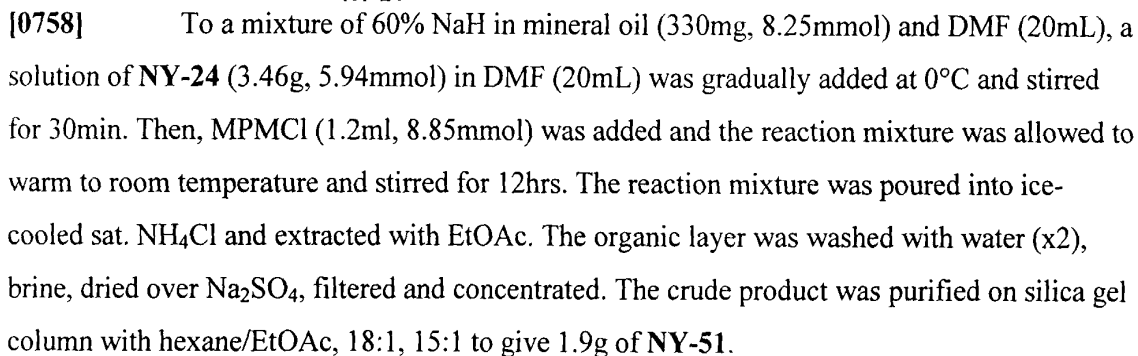 [0758] To a mixture of 60% NaH in mineral oil (330mg, 8.25mmol) and DMF (20mL), a
solution of NY-24 (3.46g, 5.94mmol) in DMF (20mL) was gradually added at 0°C and stirred
for 30min. Then, MPMCl (1.2ml, 8.85mmol) was added and the reaction mixture was allowed to
warm to room temperature and stirred for 12hrs. The reaction mixture was poured into ice-
cooled sat. NH₄Cl and extracted with EtOAc. The organic layer was washed with water (x2),
brine, dried over Na₂SO₄, filtered and concentrated. The crude product was purified on silica gel
column with hexane/EtOAc, 18:1, 15:1 to give 1.9g of NY-51.